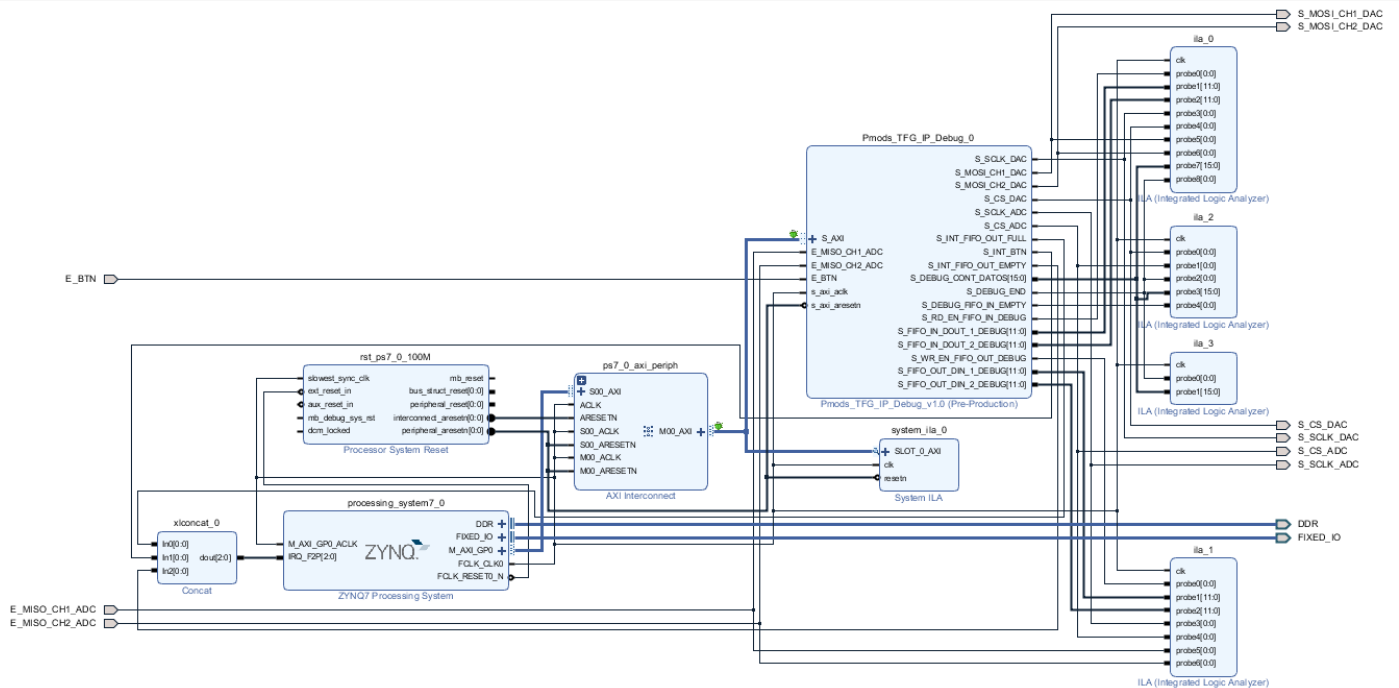 S_MOSI_CH1_DAC
S_MOSI_CH2_DAC
ila_0
clk
probe0[0:0]
probe1[11:0]
probe2[11:0]
probe3[0:0]
probe4[0:0]
probe5[0:0]
probe6[0:0]
probe7[15:0]
probe8[0:0]
ILA (Integrated Logic Analyzer)
Pmods_TFG_IP_Debug_0
S_AXI
E_MISO_CH1_ADC
E_MISO_CH2_ADC
E_BTN
s_axi_aclk
s_axi_aresetn
S_SCLK_DAC
S_MOSI_CH1_DAC
S_MOSI_CH2_DAC
S_CS_DAC
S_SCLK_ADC
S_CS_ADC
S_INT_FIFO_OUT_FULL
S_INT_BTN
S_INT_FIFO_OUT_EMPTY
S_DEBUG_CONT_DATOS[15:0]
S_DEBUG_END
S_DEBUG_FIFO_IN_EMPTY
S_RD_EN_FIFO_IN_DEBUG
S_FIFO_IN_DOUT_1_DEBUG[11:0]
S_FIFO_IN_DOUT_2_DEBUG[11:0]
S_WR_EN_FIFO_OUT_DEBUG
S_FIFO_OUT_DIN_1_DEBUG[11:0]
S_FIFO_OUT_DIN_2_DEBUG[11:0]
Pmods_TFG_IP_Debug_v1.0 (Pre-Production)
ila_2
clk
probe0[0:0]
probe1[0:0]
probe2[0:0]
probe3[15:0]
probe4[0:0]
ILA (Integrated Logic Analyzer)
E_BTN
ila_3
clk
probe0[0:0]
probe1[15:0]
ILA (Integrated Logic Analyzer)
rst_ps7_0_100M
slowest_sync_clk
ext_reset_in
aux_reset_in
mb_debug_sys_rst
dcm_locked
mb_reset
bus_struct_reset[0:0]
peripheral_reset[0:0]
interconnect_aresetn[0:0]
peripheral_aresetn[0:0]
Processor System Reset
ps7_0_axi_periph
S00_AXI
ACLK
ARESETN
S00_ACLK
S00_ARESETN
M00_ACLK
M00_ARESETN
M00_AXI
AXI Interconnect
system_ila_0
SLOT_0_AXI
clk
resetn
System ILA
S_CS_DAC
S_SCLK_DAC
S_CS_ADC
S_SCLK_ADC
xlconcat_0
In0[0:0]
In1[0:0]
In2[0:0]
dout[2:0]
Concat
processing_system7_0
M_AXI_GP0_ACLK
IRQ_F2P[2:0]
ZYNQ
DDR
FIXED_IO
M_AXI_GP0
FCLK_CLK0
FCLK_RESET0_N
ZYNQ7 Processing System
DDR
FIXED_IO
ila_1
clk
probe0[0:0]
probe1[11:0]
probe2[11:0]
probe3[0:0]
probe4[0:0]
probe5[0:0]
probe6[0:0]
ILA (Integrated Logic Analyzer)
E_MISO_CH1_ADC
E_MISO_CH2_ADC